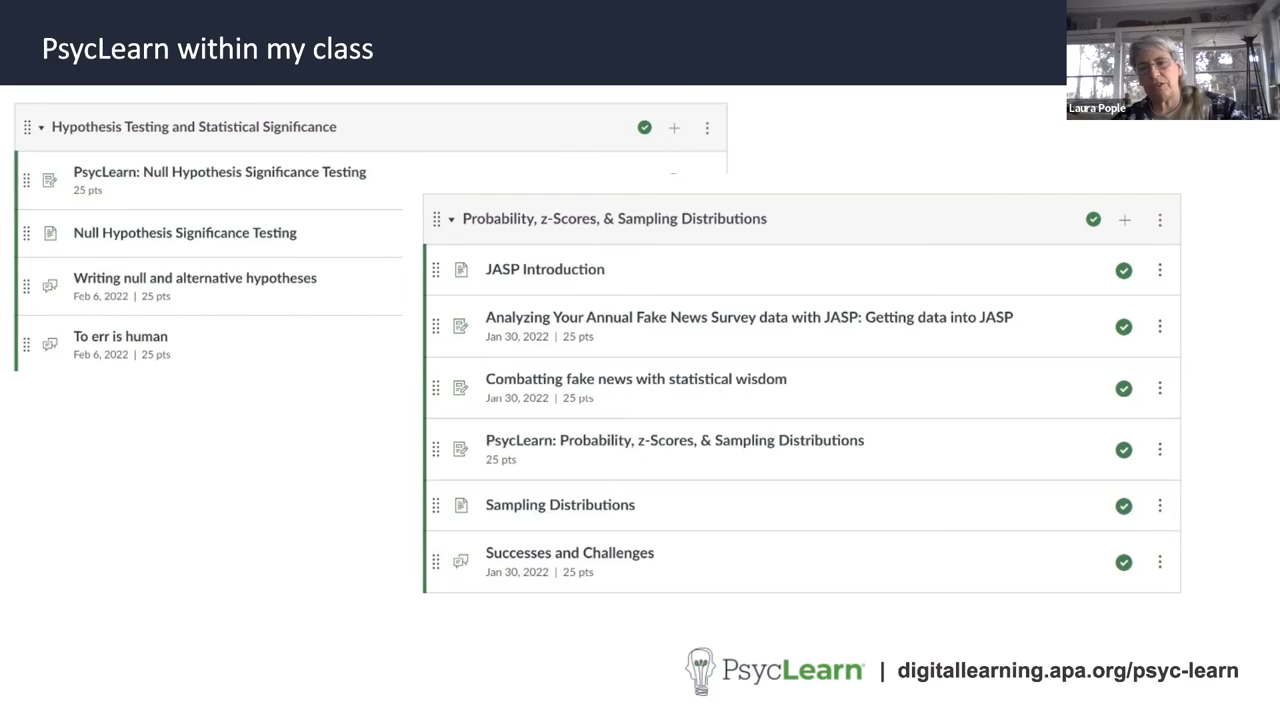 PsycLearn within my class
Laura Pople
Hypothesis Testing and Statistical Significance
PsycLearn: Null Hypothesis Significance Testing
25 pts
Null Hypothesis Significance Testing
Writing null and alternative hypotheses
Feb 6, 2022 | 25 pts
To err is human
Feb 6, 2022 | 25 pts
Probability, z-Scores, & Sampling Distributions
JASP Introduction
Analyzing Your Annual Fake News Survey data with JASP: Getting data into JASP
Jan 30, 2022 | 25 pts
Combatting fake news with statistical wisdom
Jan 30, 2022 | 25 pts
PsycLearn: Probability, z-Scores, & Sampling Distributions
25 pts
Sampling Distributions
Successes and Challenges
Jan 30, 2022 | 25 pts
PsycLearn | digitallearning.apa.org/psyc-learn